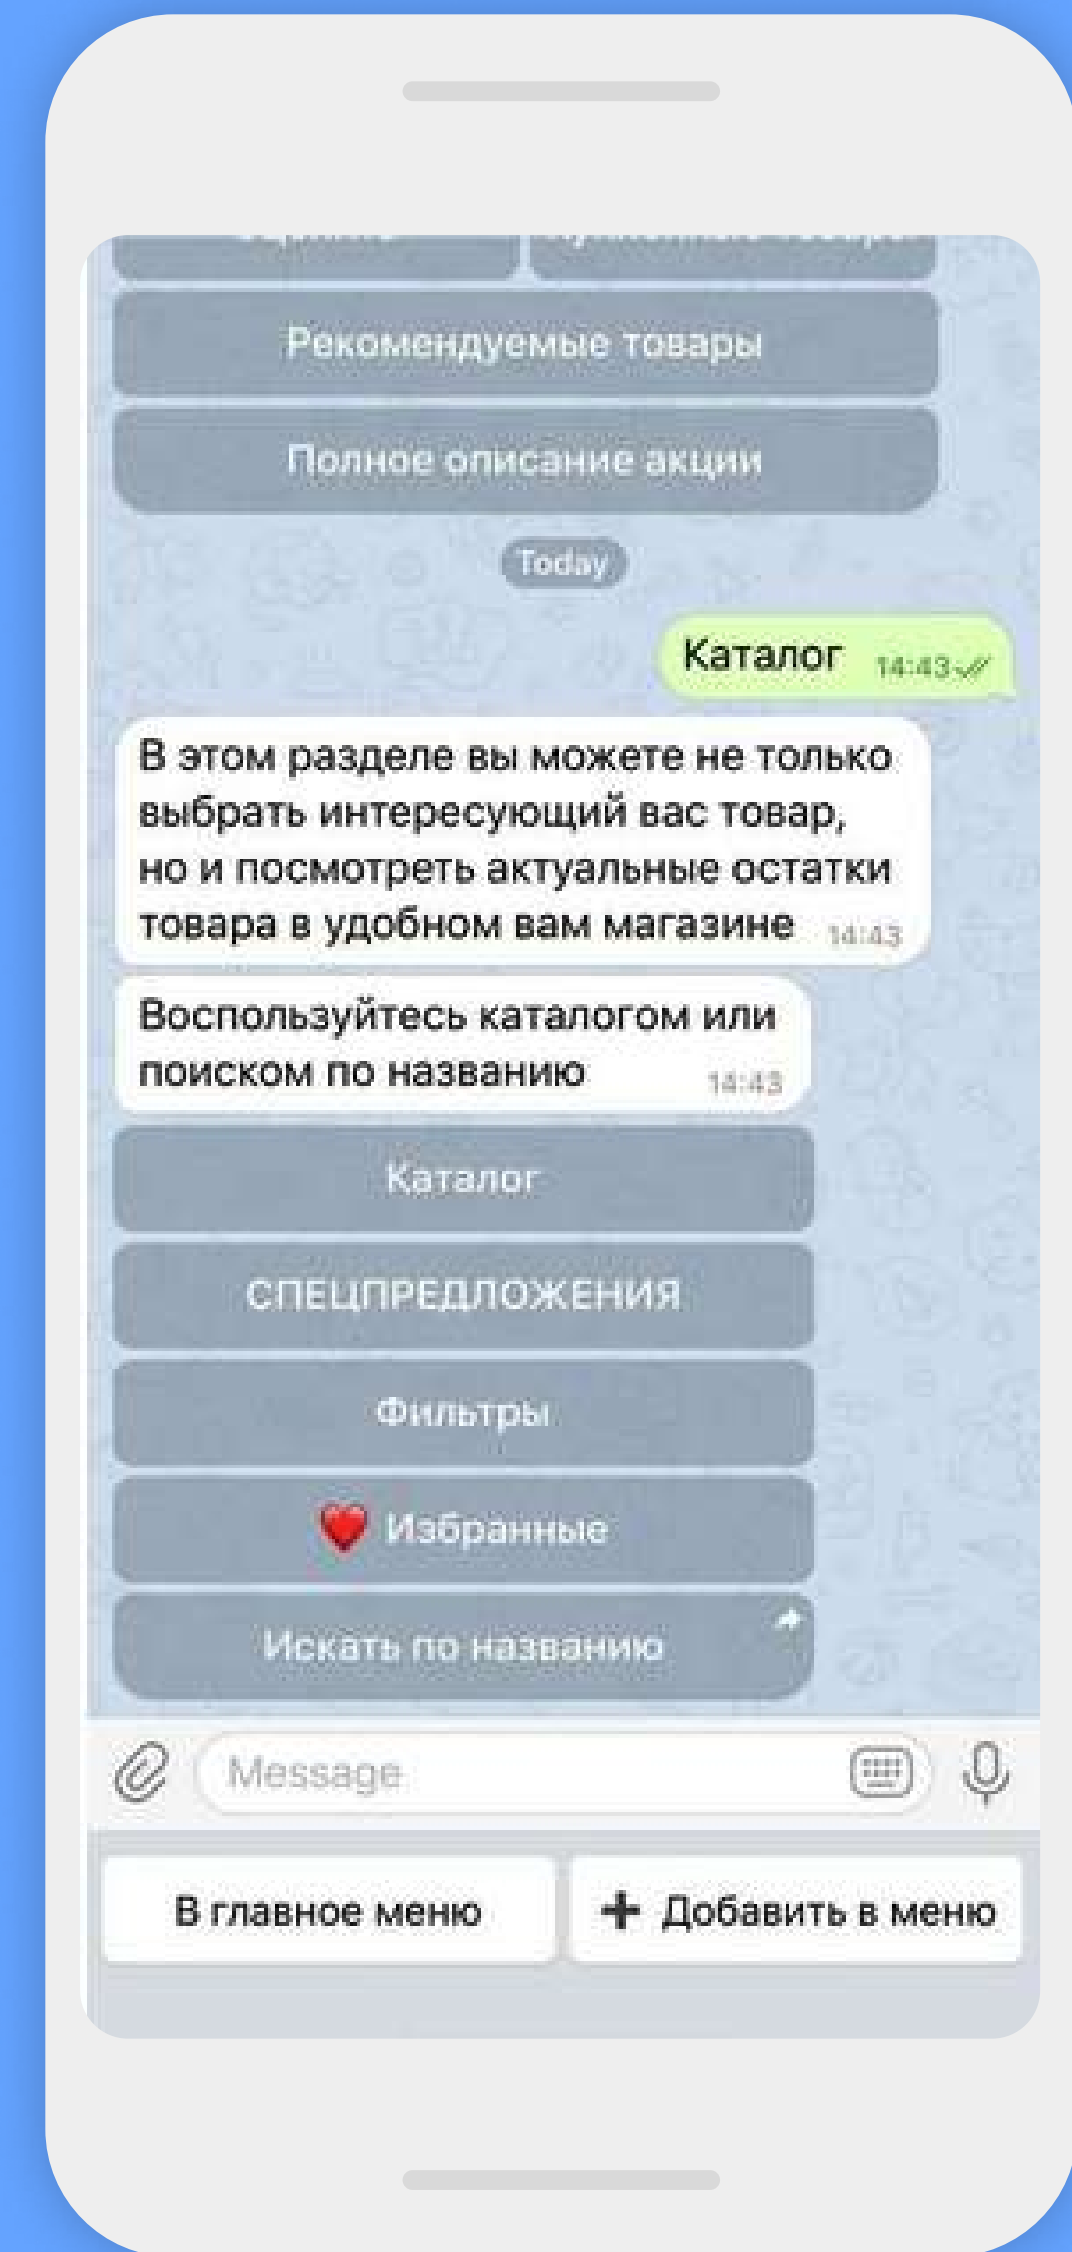 Рекомендуемые товары
Полное описание акции
Today
Каталог 14:43
В этом разделе вы можете не только
выбрать интересующий вас товар,
но и посмотреть актуальные остатки
товара в удобном вам магазине 14:43
Воспользуйтесь каталогом или
поиском по названию 14:43
Каталог
СПЕЦПРЕДЛОЖЕНИЯ
Фильтры
❤️ Избранные
Искать по названию
Message
В главное меню
+ Добавить в меню